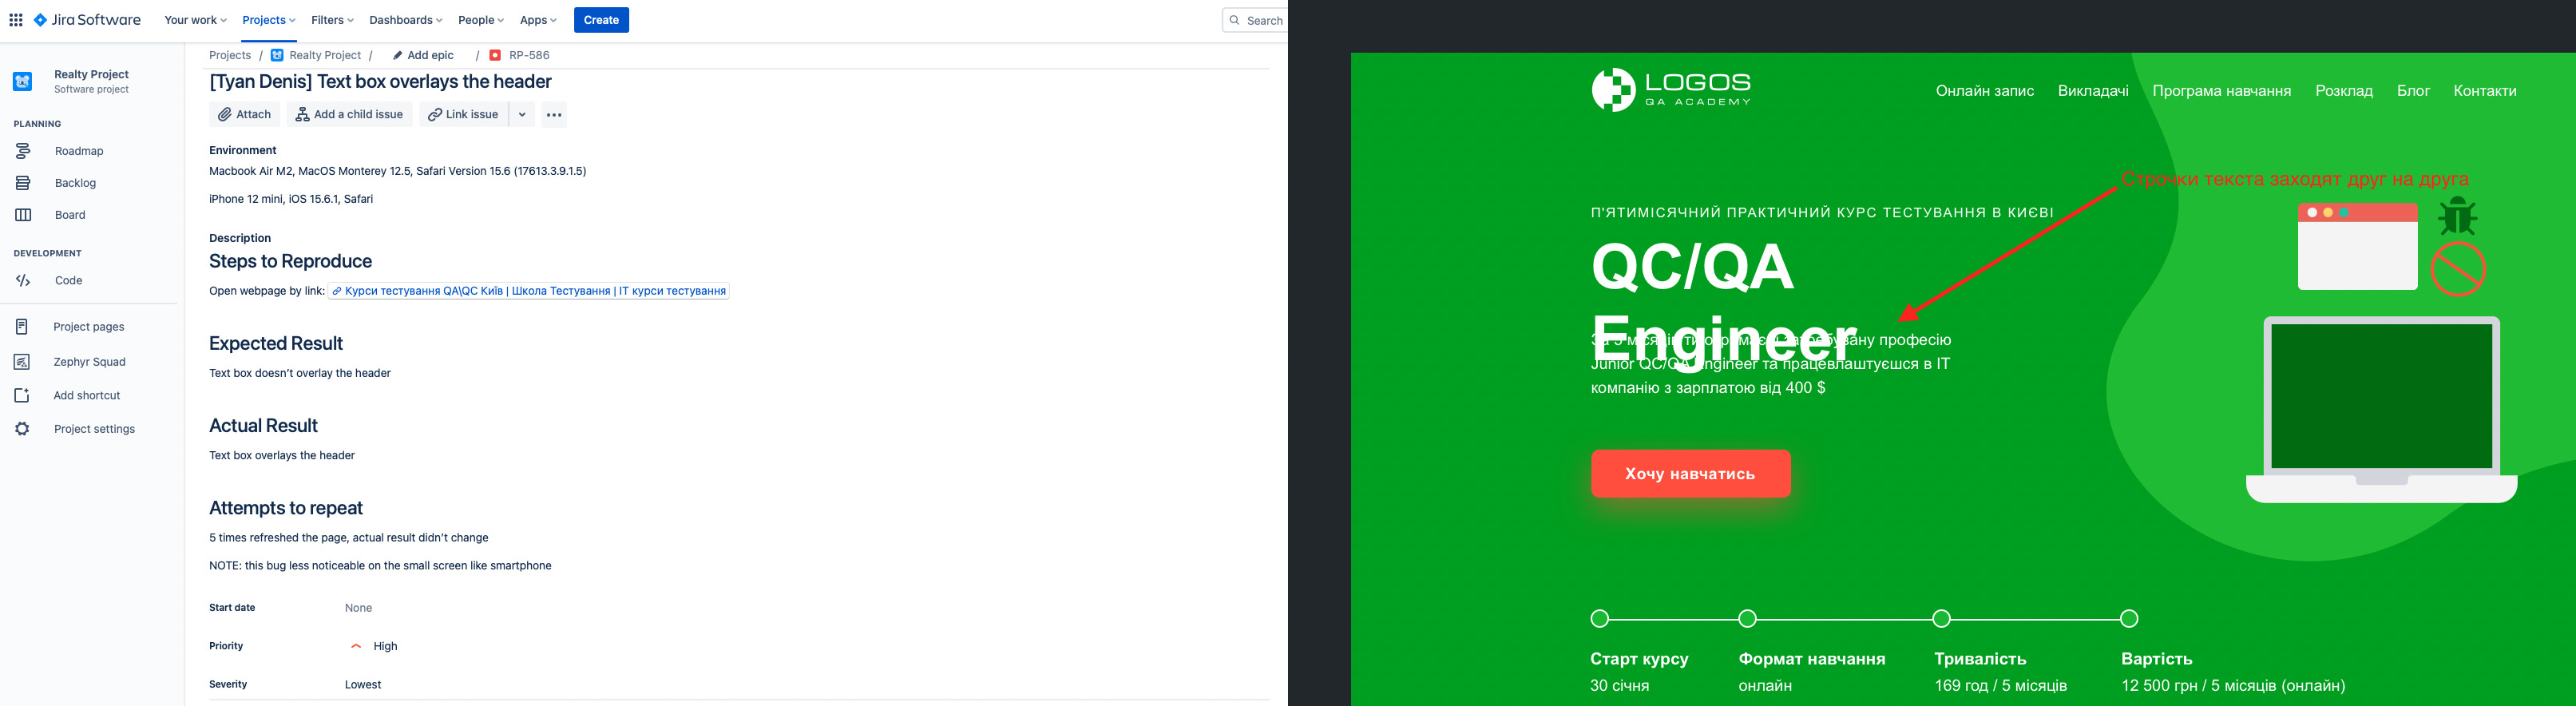 Jira Software
Your work
Projects
Filters
Dashboards
People
Apps
Create
Search
Realty Project
Software project
PLANNING
Roadmap
Backlog
Board
DEVELOPMENT
Code
Project pages
Zephyr Squad
Add shortcut
Project settings
Projects / Realty Project / Add epic / RP-586
[Tyan Denis] Text box overlays the header
Attach
Add a child issue
Link issue
Environment
Macbook Air M2, MacOS Monterey 12.5, Safari Version 15.6 (17613.3.9.1.5)
iPhone 12 mini, iOS 15.6.1, Safari
Description
Steps to Reproduce
Open webpage by link: Курси тестування QA\QC Київ | Школа Тестування | IT курси тестування
Expected Result
Text box doesn’t overlay the header
Actual Result
Text box overlays the header
Attempts to repeat
5 times refreshed the page, actual result didn’t change
NOTE: this bug less noticeable on the small screen like smartphone
Start date None
Priority High
Severity Lowest
LOGOS
QA ACADEMY
Онлайн запис
Викладачі
Програма навчання
Розклад
Блог
Контакти
Строчки текста заходят друг на друга
П'ЯТИМІСЯЧНИЙ ПРАКТИЧНИЙ КУРС ТЕСТУВАННЯ В КИЄВІ
QC/QA
Engineer
За 5 місяців ти отримаєш затребувану професію
Junior QC/QA Engineer та працевлаштуєшся в IT
компанію з зарплатою від 400 $
Хочу навчатись
Старт курсу
30 січня
Формат навчання
онлайн
Тривалість
169 год / 5 місяців
Вартість
12 500 грн / 5 місяців (онлайн)